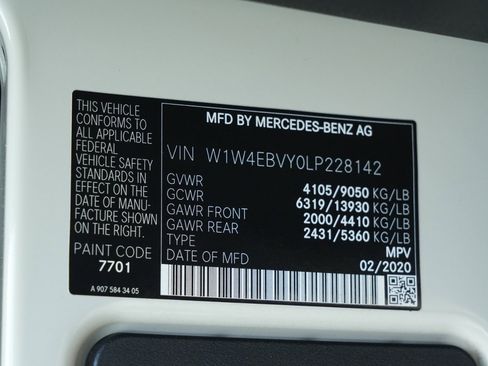 THIS VEHICLE
CONFORMS TO
ALL APPLICABLE
FEDERAL MOTOR
VEHICLE SAFETY
STANDARDS IN
EFFECT ON THE
DATE OF MANU-
FACTURE SHOWN
ON THE RIGHT.
PAINT CODE
7701
A 907 584 34 05
MFD BY MERCEDES-BENZ AG
VIN W1W4EBVY0LP228142
GVWR 4105/9050 KG/LB
GCWR 6319/13930 KG/LB
GAWR FRONT 2000/4410 KG/LB
GAWR REAR 2431/5360 KG/LB
TYPE MPV
DATE OF MFD 02/2020